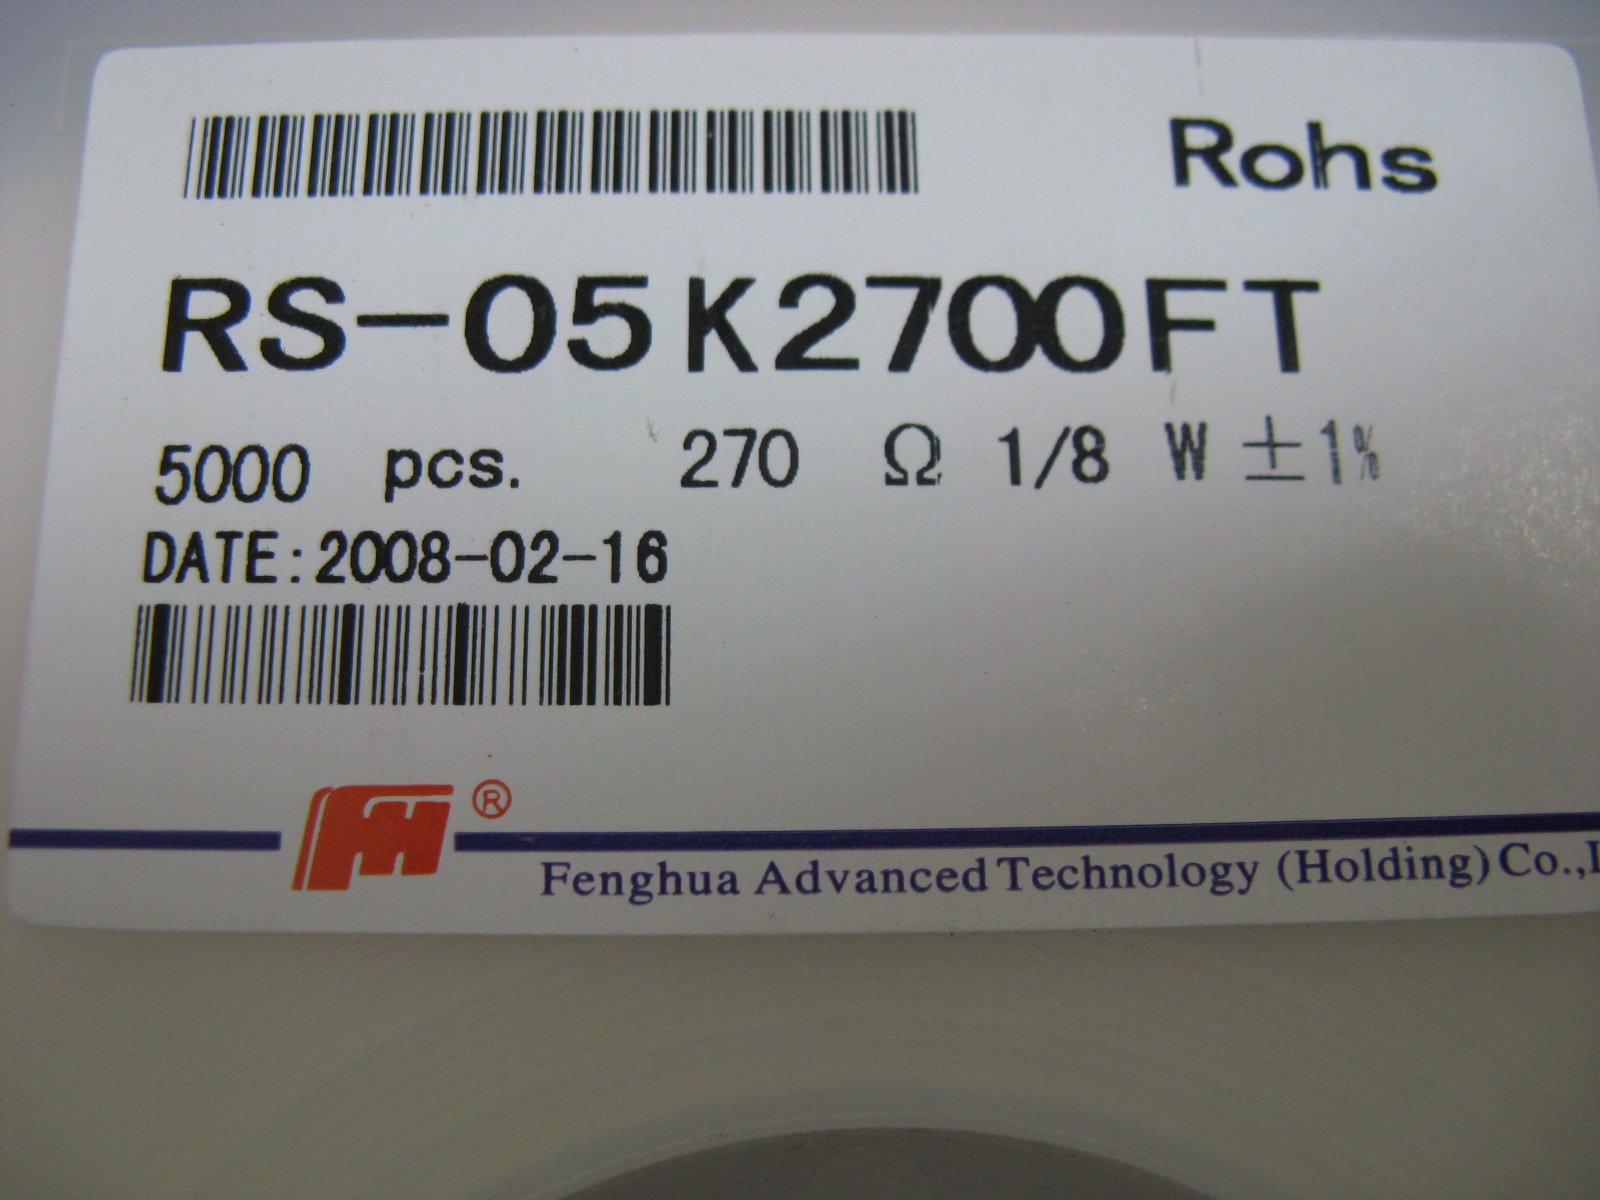 Rohs
RS-05K2700FT
5000 pcs. 270 Ω 1/8 W ±1%
DATE:2008-02-16
®
Fenghua Advanced Technology (Holding) Co.,